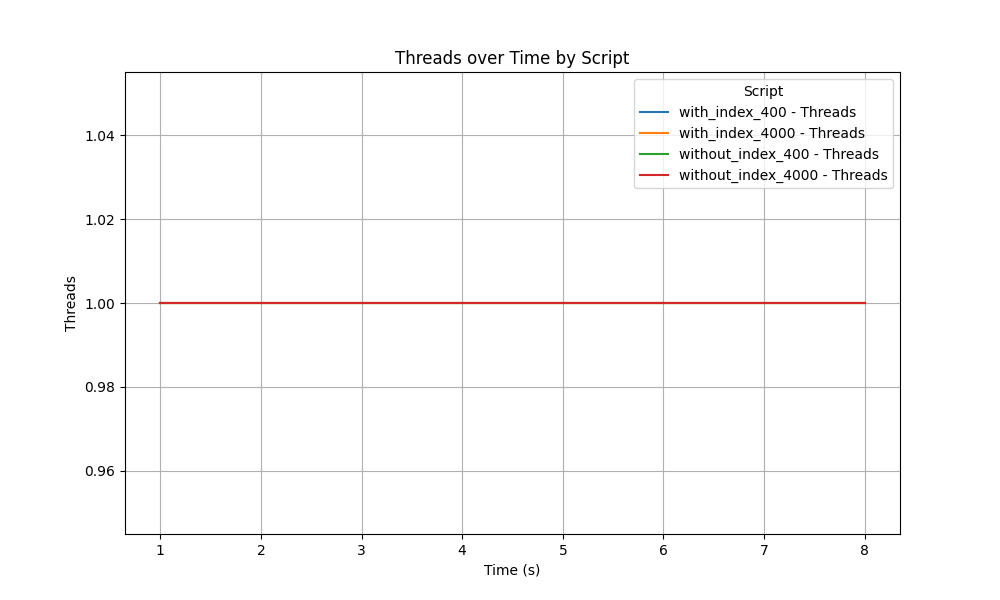 Threads over Time by Script
Script
with_index_400 - Threads
with_index_4000 - Threads
without_index_400 - Threads
without_index_4000 - Threads
Threads
1.04
1.02
1.00
0.98
0.96
1 2 3 4 5 6 7 8
Time (s)